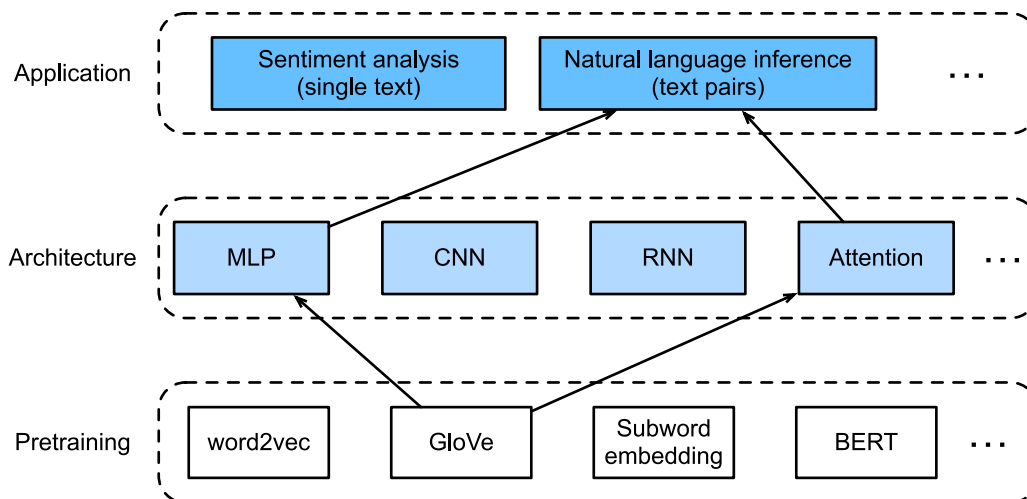 Application
Sentiment analysis
(single text)
Natural language inference
(text pairs)
...
Architecture
MLP
CNN
RNN
Attention
...
Pretraining
word2vec
GloVe
Subword
embedding
BERT
...